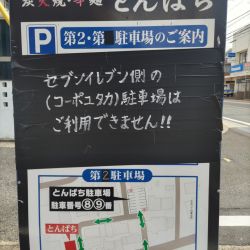 炭火焼・辛麺 とんぱち
P 第2・第 駐車場のご案内
セブンイレブン側の
(コーポユタカ)駐車場は
ご利用できません!!
第2駐車場
とんぱち駐車場
駐車番号⑧⑨番
とんぱち